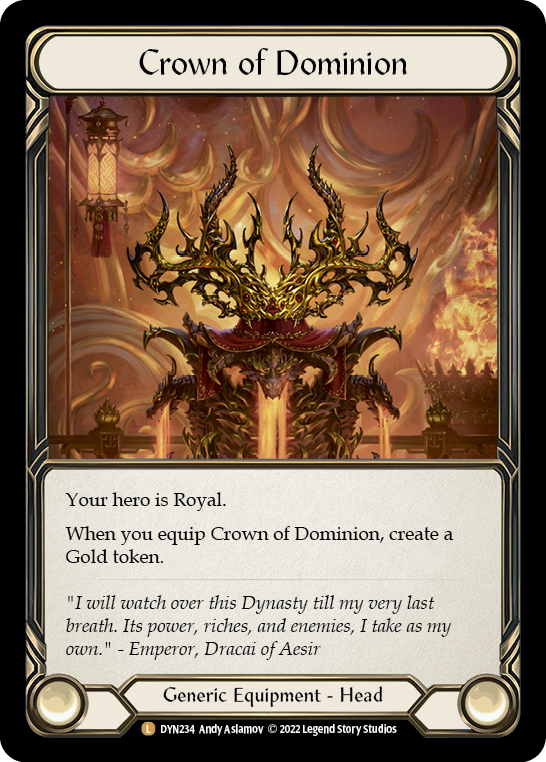 Crown of Dominion
Your hero is Royal.
When you equip Crown of Dominion, create a
Gold token.
"I will watch over this Dynasty till my very last
breath. Its power, riches, and enemies, I take as my
own." - Emperor, Dracai of Aesir
Generic Equipment - Head
L DYN234 Andy Aslamov © 2022 Legend Story Studios